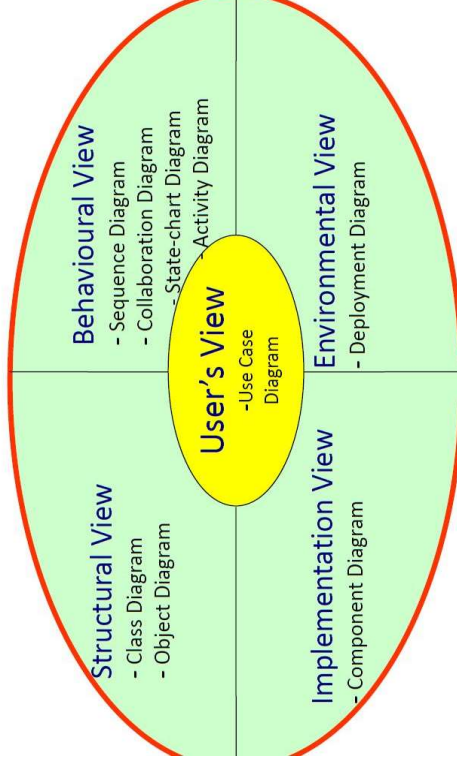 Structural View
- Class Diagram
- Object Diagram
Behavioural View
- Sequence Diagram
- Collaboration Diagram
- State-chart Diagram
- Activity Diagram
User's View
-Use Case
Diagram
Implementation View
- Component Diagram
Environmental View
- Deployment Diagram